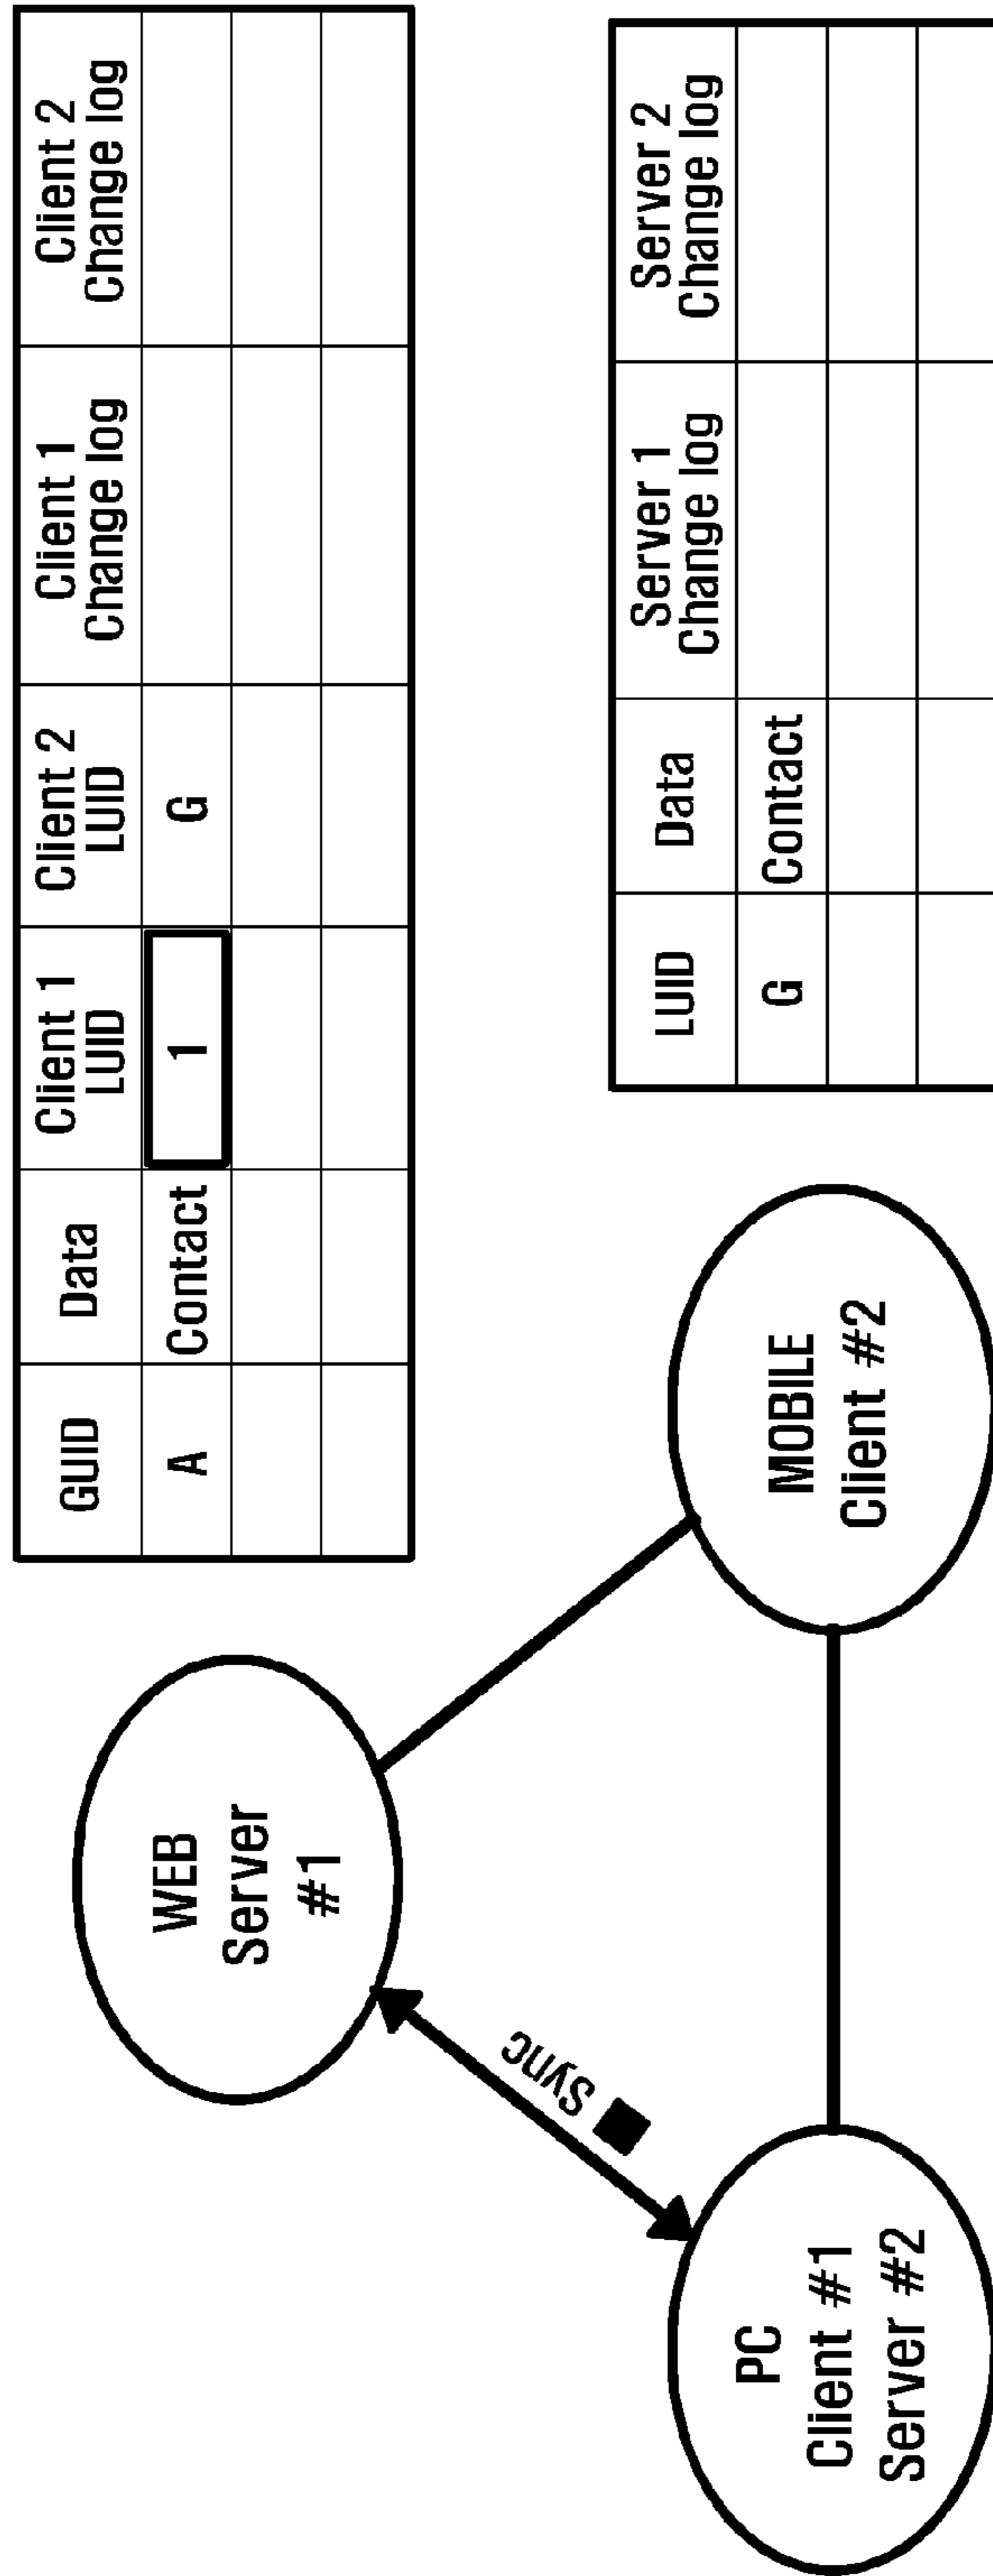 GUID Data Client 1 LUID Client 2 LUID Client 1 Change log Client 2 Change log
A Contact 1 G
WEB
Server
#1
Sync
PC
Client #1
Server #2
MOBILE
Client #2
LUID Data Server 1 Change log Server 2 Change log
G Contact